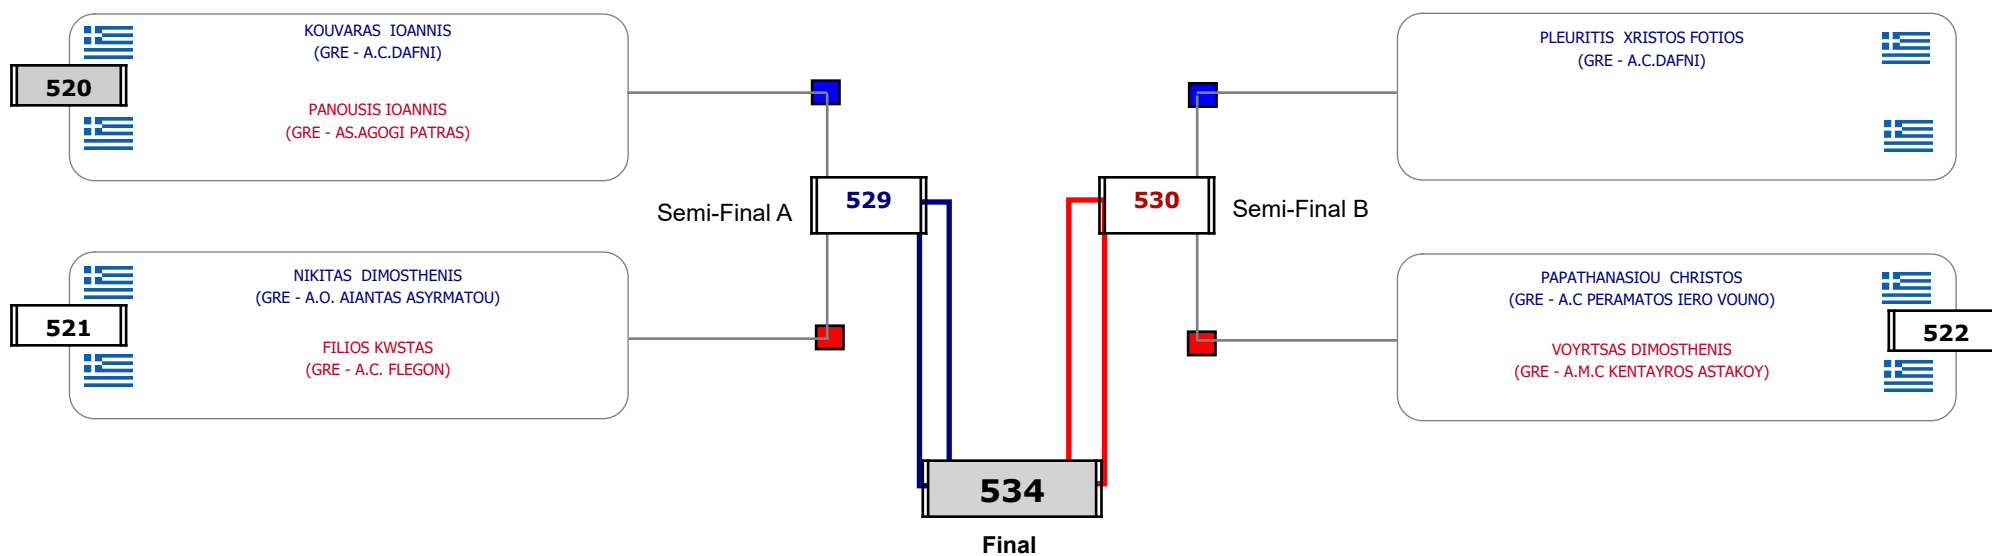 KOUVARAS IOANNIS
(GRE - A.C.DAFNI)
520
PANOUSIS IOANNIS
(GRE - AS.AGOGI PATRAS)
PLEURITIS XRISTOS FOTIOS
(GRE - A.C.DAFNI)
Semi-Final A
529
530
Semi-Final B
NIKITAS DIMOSTHENIS
(GRE - A.O. AIANTAS ASYRMATOU)
521
FILIOS KWSTAS
(GRE - A.C. FLEGON)
PAPATHANASIOU CHRISTOS
(GRE - A.C PERAMATOS IERO VOUNO)
522
VOYRTSAS DIMOSTHENIS
(GRE - A.M.C KENTAYROS ASTAKOY)
534
Final